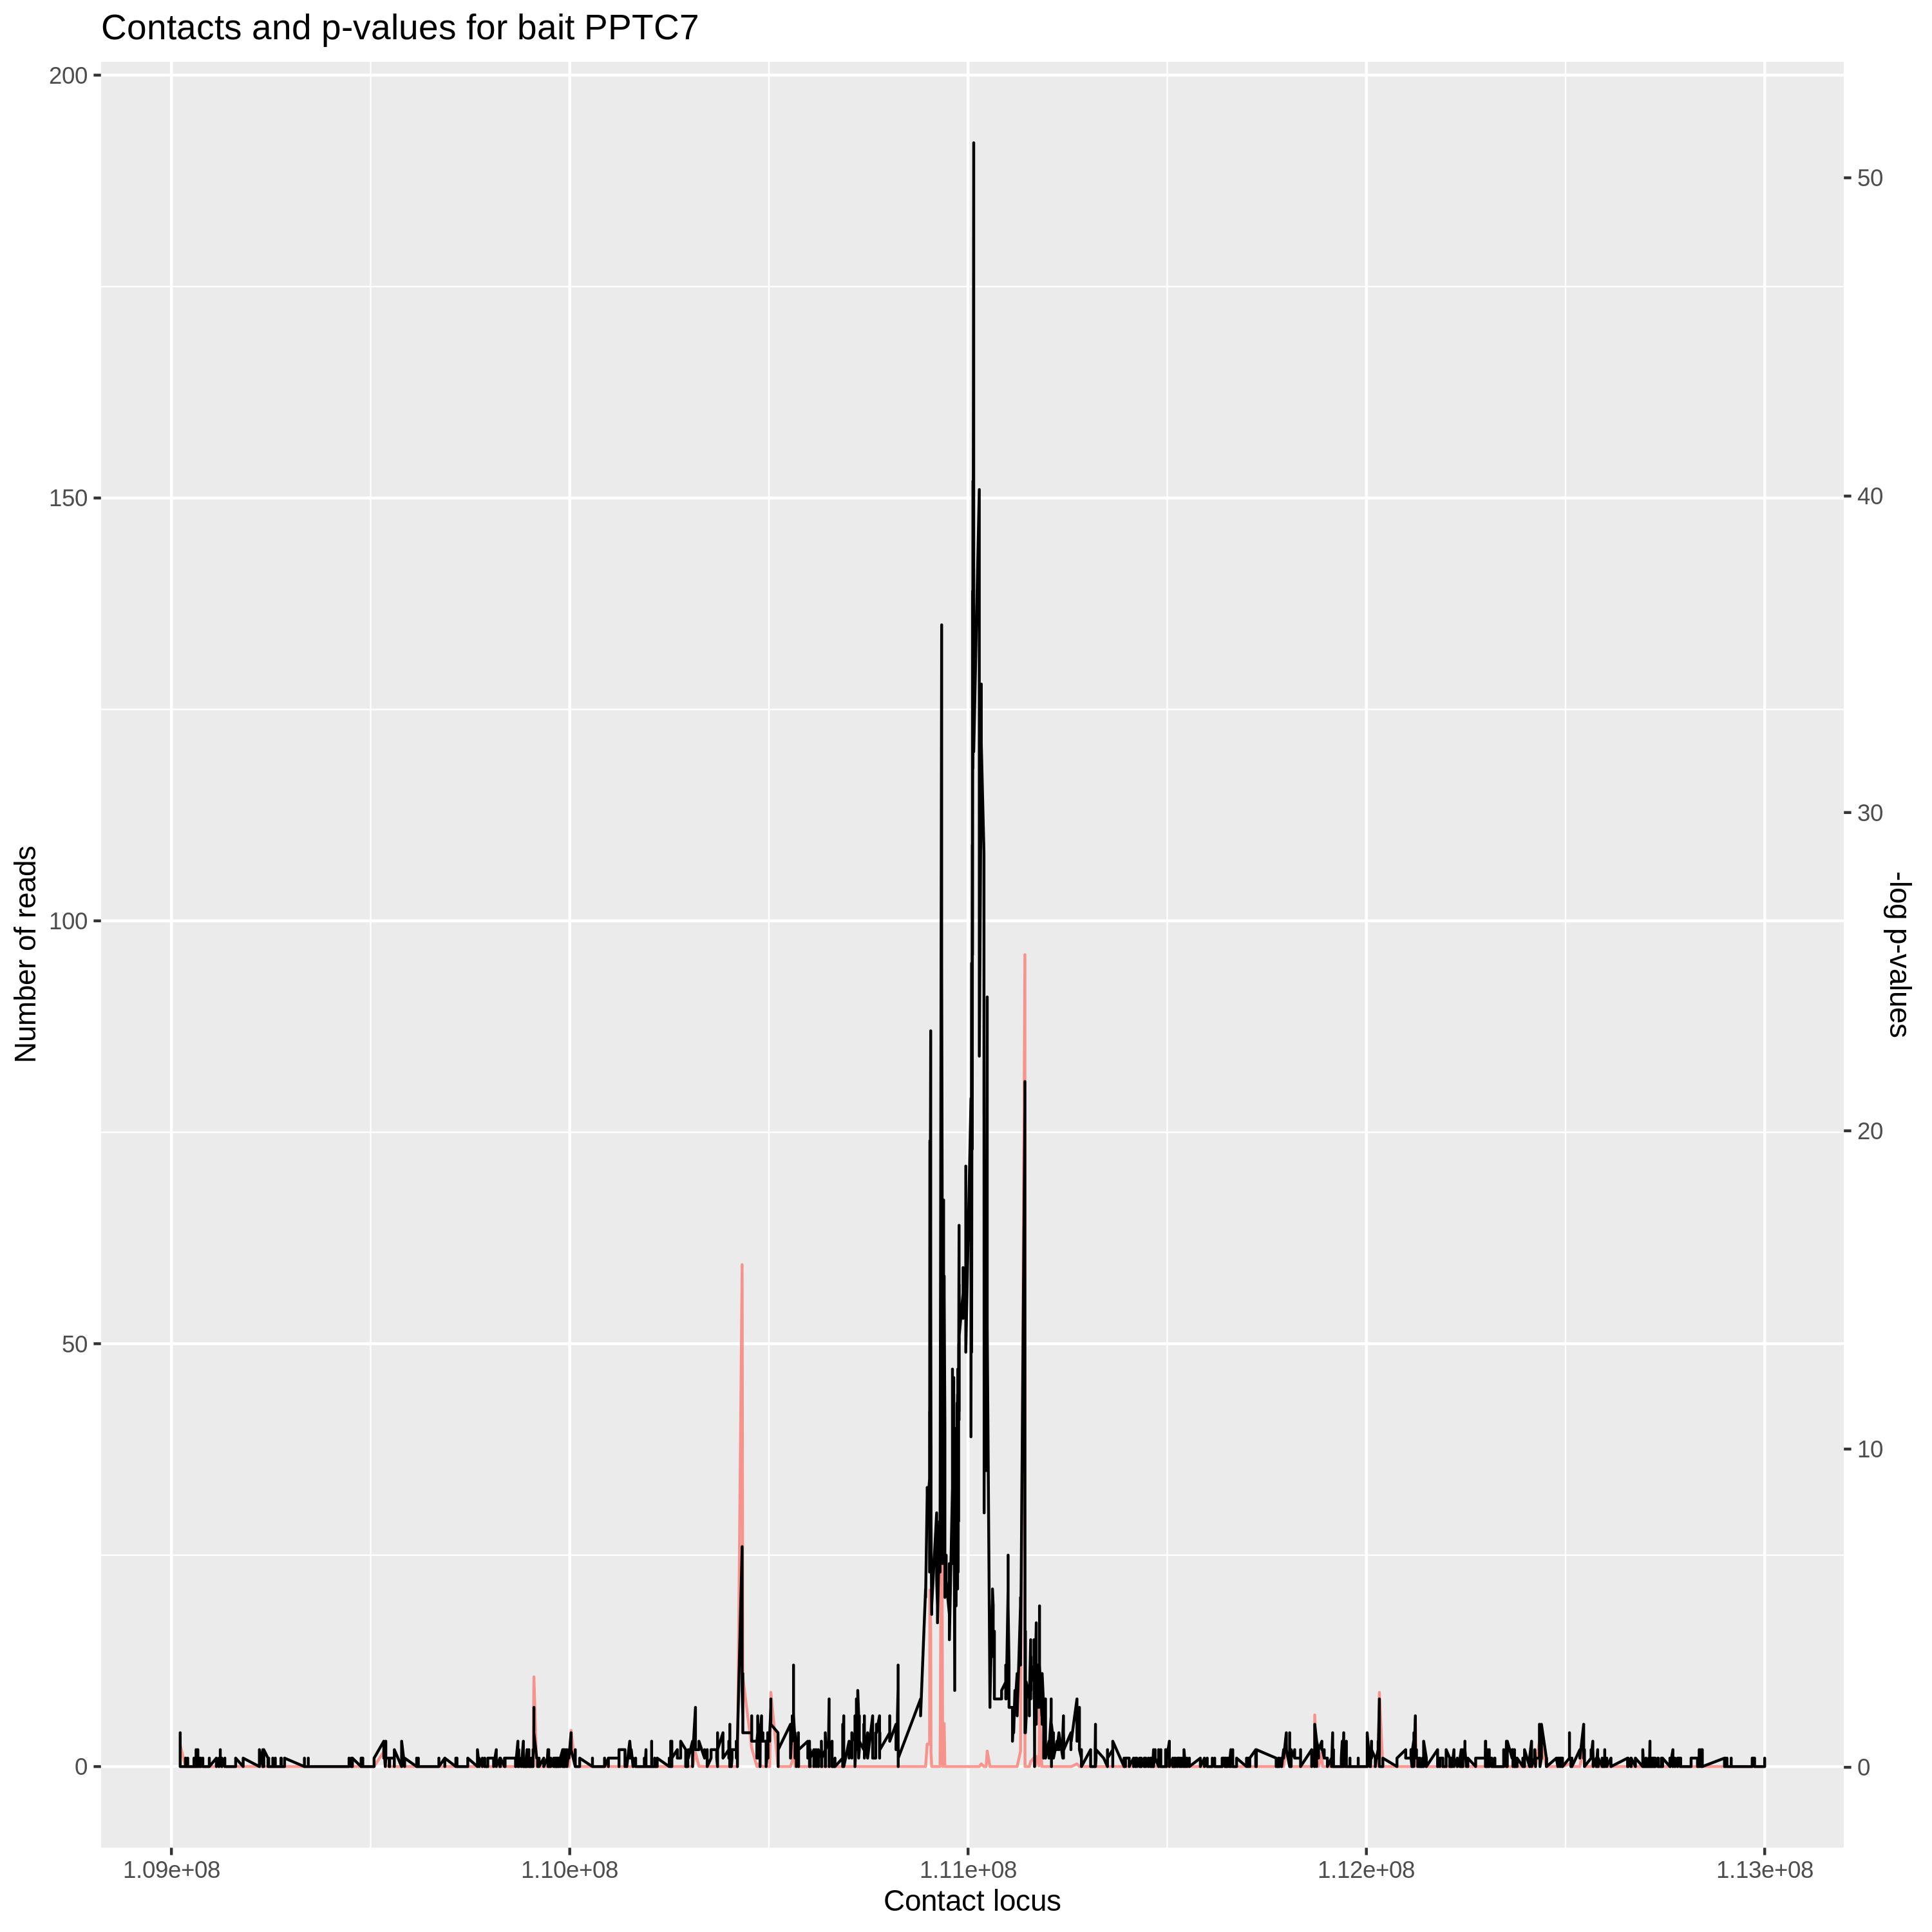 Contacts and p-values for bait PPTC7
200
150
100
50
0
Number of reads
50
40
30
20
10
0
-log p-values
1.09e+08 1.10e+08 1.11e+08 1.12e+08 1.13e+08
Contact locus